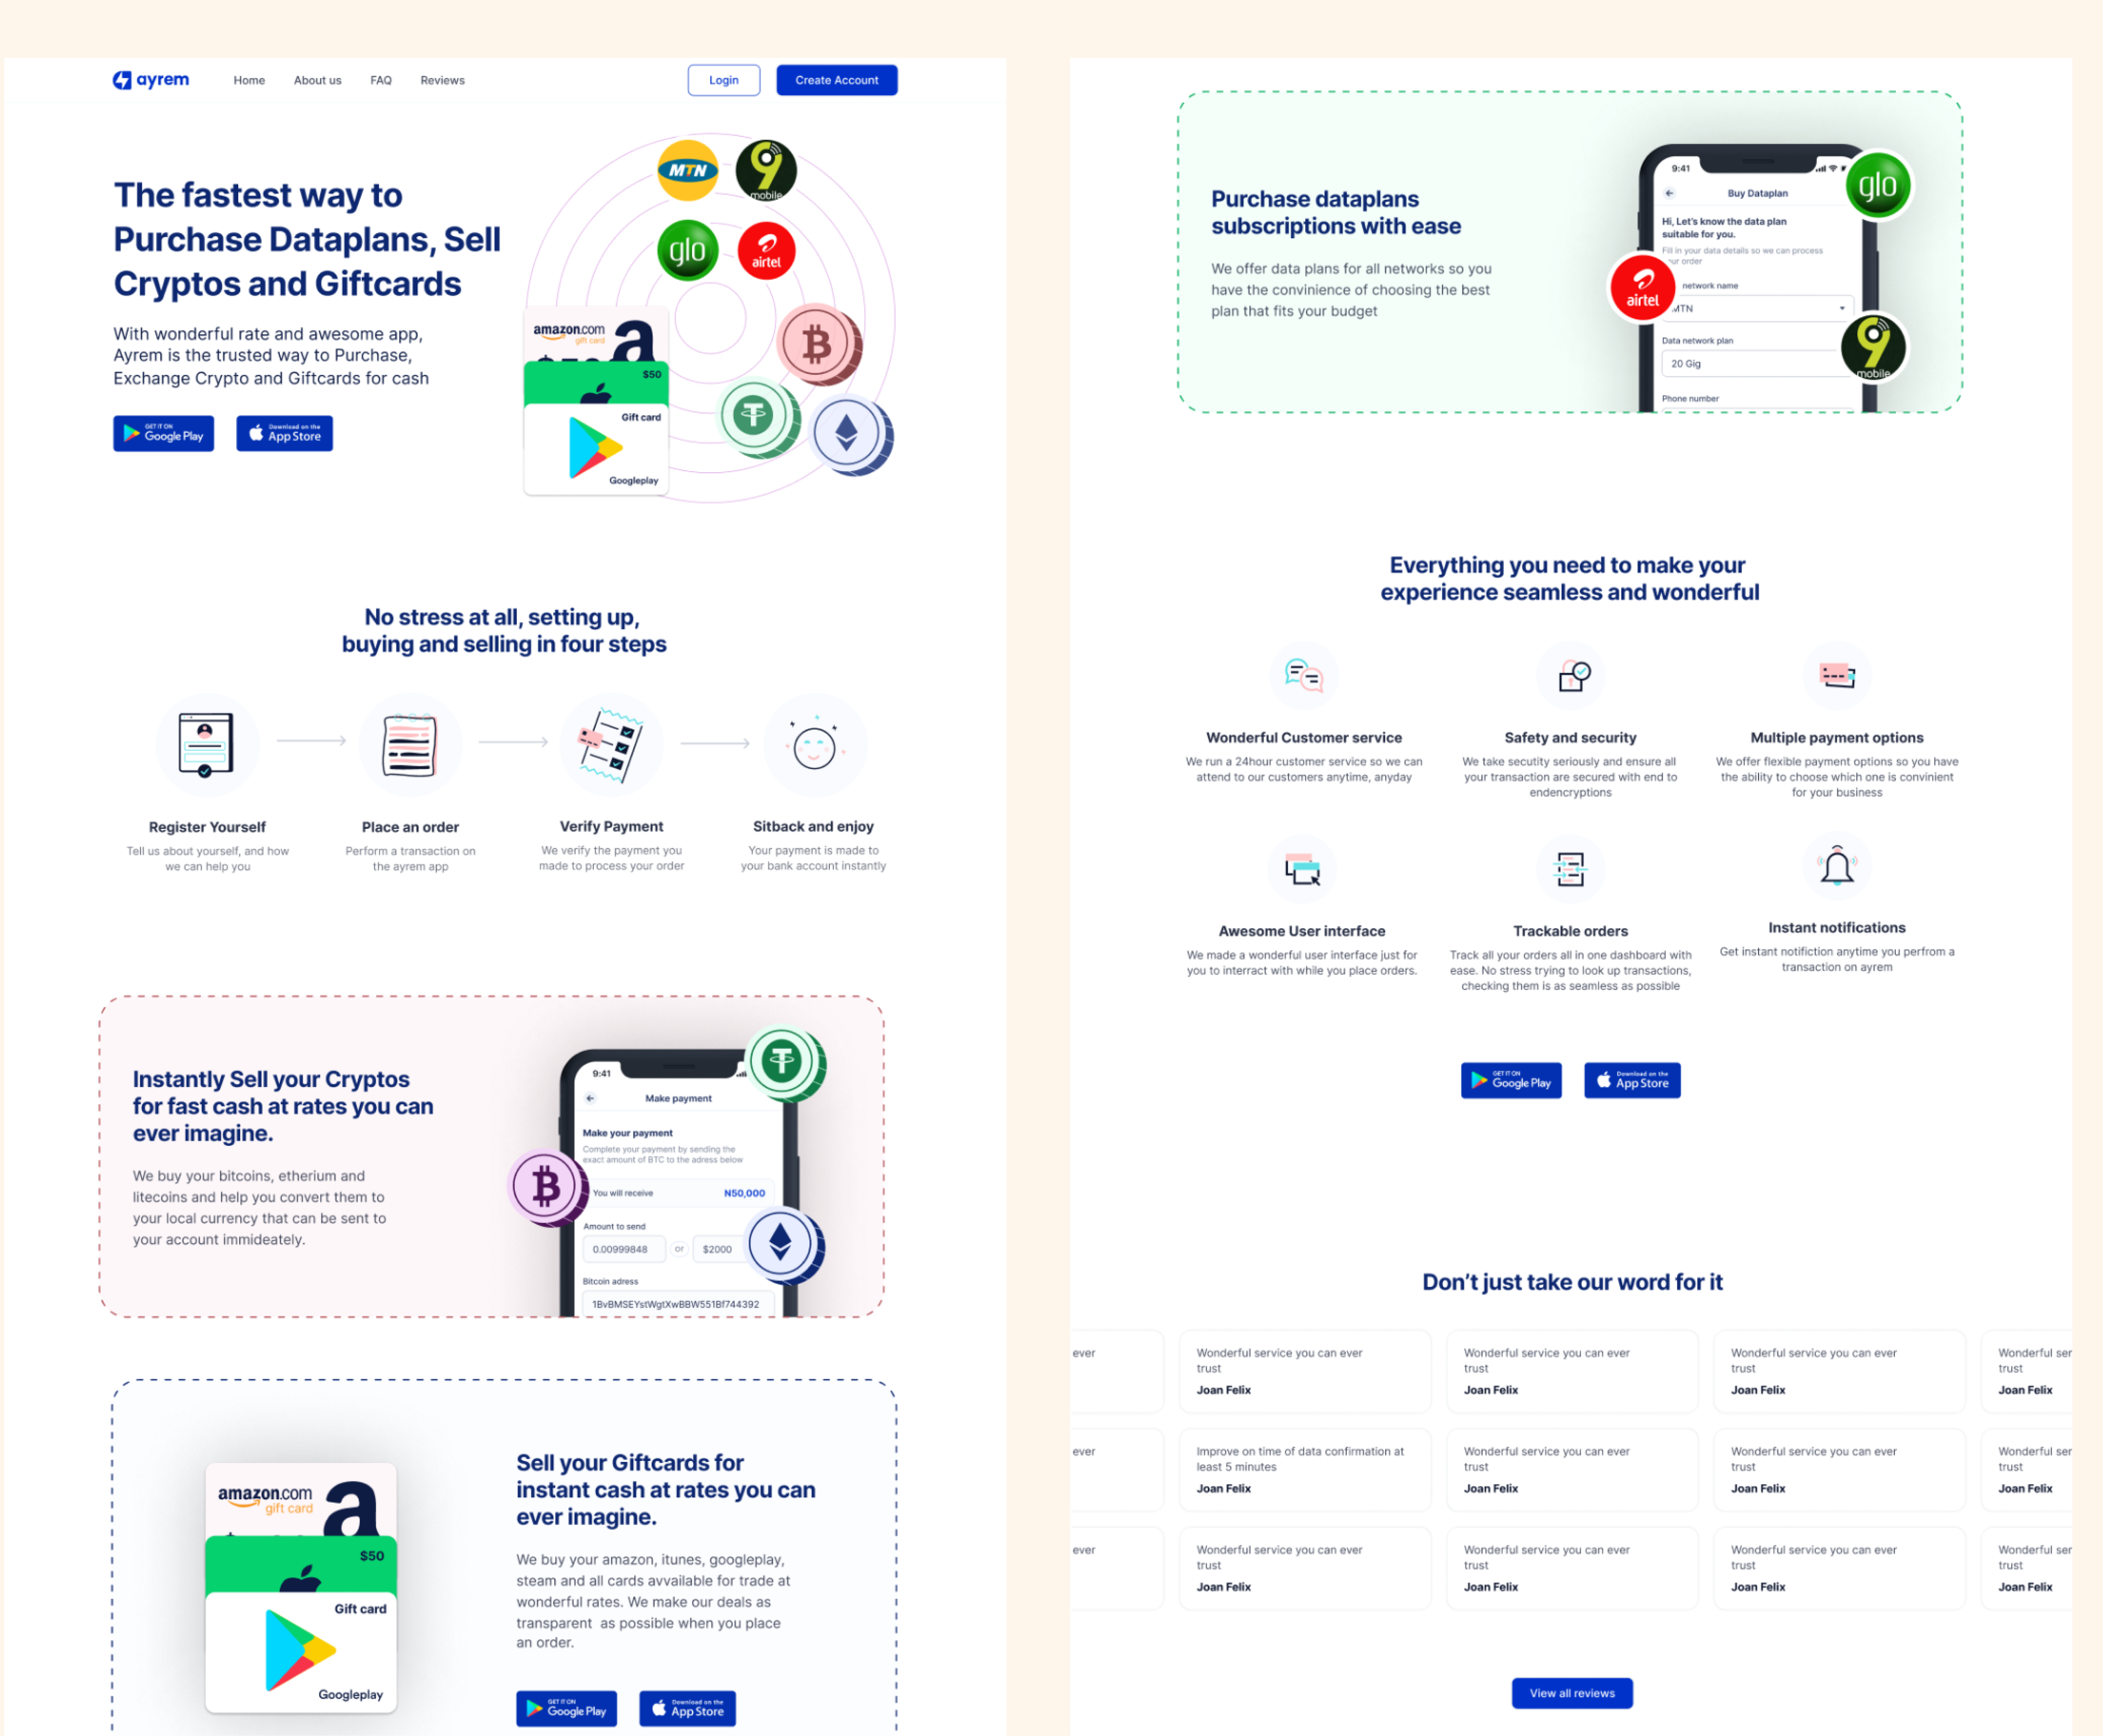 ayrem
Home
About us
FAQ
Reviews
Login
Create Account
The fastest way to
Purchase Dataplans, Sell
Cryptos and Giftcards
With wonderful rate and awesome app,
Ayrem is the trusted way to Purchase,
Exchange Crypto and Giftcards for cash
GET IT ON
Google Play
Download on the
App Store
MTN
9
mobile
glo
airtel
amazon.com
gift card
a
$50
Gift card
Googleplay
No stress at all, setting up,
buying and selling in four steps
Register Yourself
Tell us about yourself, and how
we can help you
Place an order
Perform a transaction on
the ayrem app
Verify Payment
We verify the payment you
made to process your order
Sitback and enjoy
Your payment is made to
your bank account instantly
Instantly Sell your Cryptos
for fast cash at rates you can
ever imagine.
We buy your bitcoins, etherium and
litecoins and help you convert them to
your local currency that can be sent to
your account immideately.
9:41
Make payment
Make your payment
Complete your payment by sending the
exact amount of BTC to the adress below
You will receive
N50,000
Amount to send
0.00999848
or
$2000
Bitcoin adress
1BvBMSEYstWgtXwBBW551Bf744392
amazon.com
gift card
a
$50
Gift card
Googleplay
Sell your Giftcards for
instant cash at rates you can
ever imagine.
We buy your amazon, itunes, googleplay,
steam and all cards avvailable for trade at
wonderful rates. We make our deals as
transparent as possible when you place
an order.
GET IT ON
Google Play
Download on the
App Store
Purchase dataplans
subscriptions with ease
We offer data plans for all networks so you
have the convinience of choosing the best
plan that fits your budget
9:41
Buy Dataplan
Hi, Let's know the data plan
suitable for you.
Fill in your data details so we can process
your order
network name
MTN
Data network plan
20 Gig
Phone number
glo
airtel
9
mobile
Everything you need to make your
experience seamless and wonderful
Wonderful Customer service
We run a 24hour customer service so we can
attend to our customers anytime, anyday
Safety and security
We take secutity seriously and ensure all
your transaction are secured with end to
endencryptions
Multiple payment options
We offer flexible payment options so you have
the ability to choose which one is convinient
for your business
Awesome User interface
We made a wonderful user interface just for
you to interract with while you place orders.
Trackable orders
Track all your orders all in one dashboard with
ease. No stress trying to look up transactions,
checking them is as seamless as possible
Instant notifications
Get instant notifiction anytime you perfrom a
transaction on ayrem
GET IT ON
Google Play
Download on the
App Store
Don't just take our word for it
ever
Wonderful service you can ever
trust
Joan Felix
Wonderful service you can ever
trust
Joan Felix
Wonderful service you can ever
trust
Joan Felix
Wonderful ser
trust
Joan Felix
ever
Improve on time of data confirmation at
least 5 minutes
Joan Felix
Wonderful service you can ever
trust
Joan Felix
Wonderful service you can ever
trust
Joan Felix
Wonderful ser
trust
Joan Felix
ever
Wonderful service you can ever
trust
Joan Felix
Wonderful service you can ever
trust
Joan Felix
Wonderful service you can ever
trust
Joan Felix
Wonderful ser
trust
Joan Felix
View all reviews